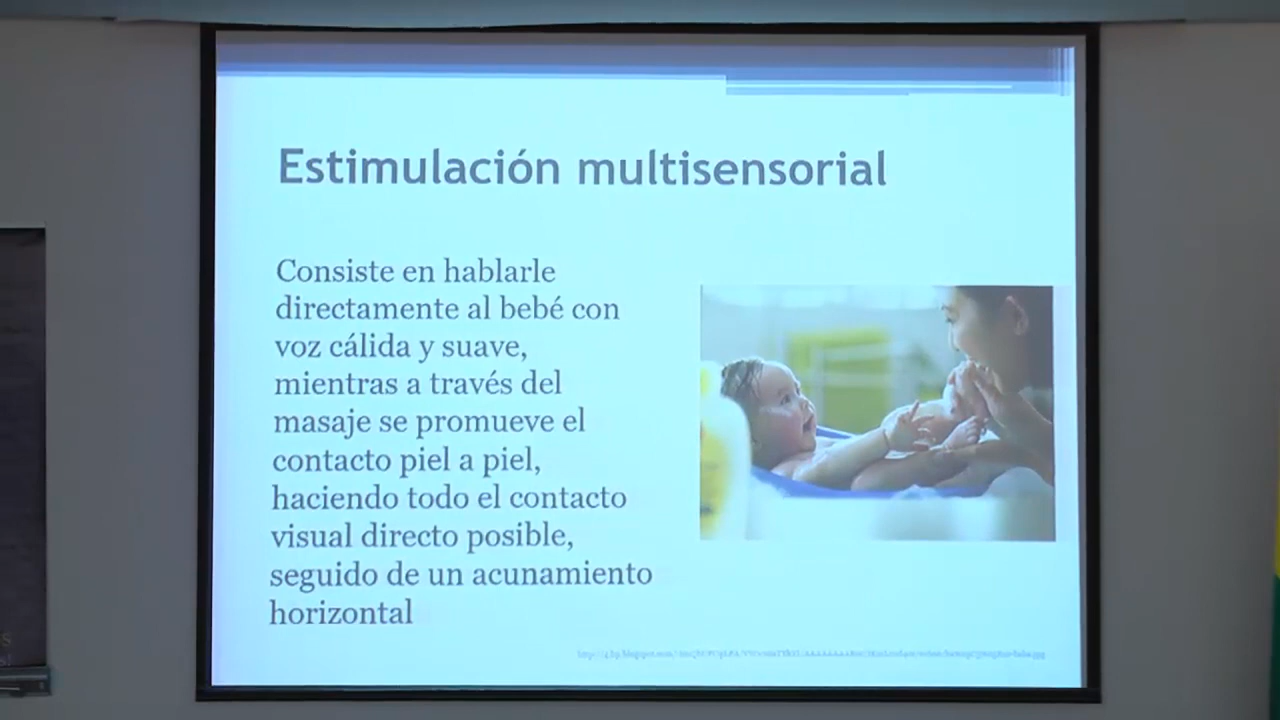 Estimulación multisensorial
Consiste en hablarle
directamente al bebé con
voz cálida y suave,
mientras a través del
masaje se promueve el
contacto piel a piel,
haciendo todo el contacto
visual directo posible,
seguido de un acunamiento
horizontal